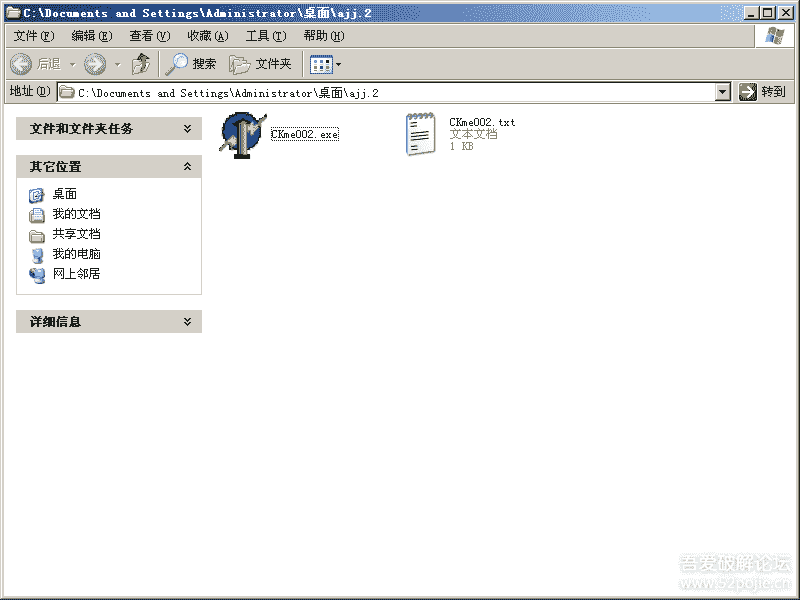 C:\Documents and Settings\Administrator\桌面\ajj.2
文件(F) 编辑(E) 查看(V) 收藏(A) 工具(T) 帮助(H)
后退 搜索 文件夹
地址(D) C:\Documents and Settings\Administrator\桌面\ajj.2 转到
文件和文件夹任务
其它位置
桌面
我的文档
共享文档
我的电脑
网上邻居
详细信息
CKme002.exe
CKme002.txt
文本文档
1 KB
吾爱破解论坛
www.52pojie.cn